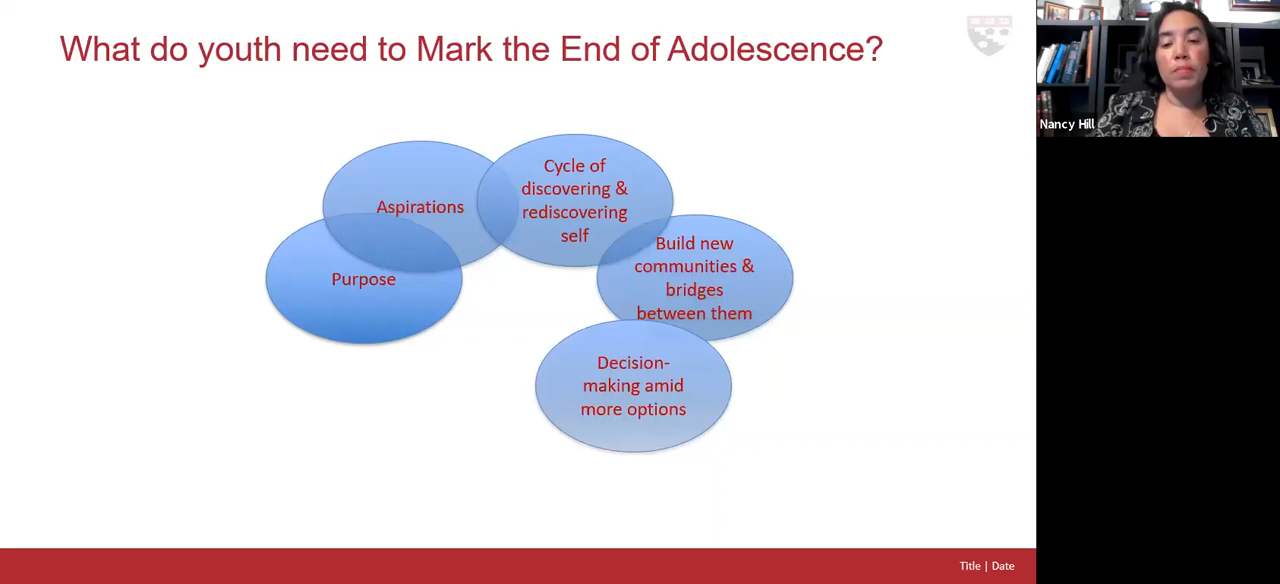 What do youth need to Mark the End of Adolescence?
Nancy Hill
Cycle of
discovering &
rediscovering
self
Aspirations
Purpose
Build new
communities &
bridges
between them
Decision-
making amid
more options
Title | Date